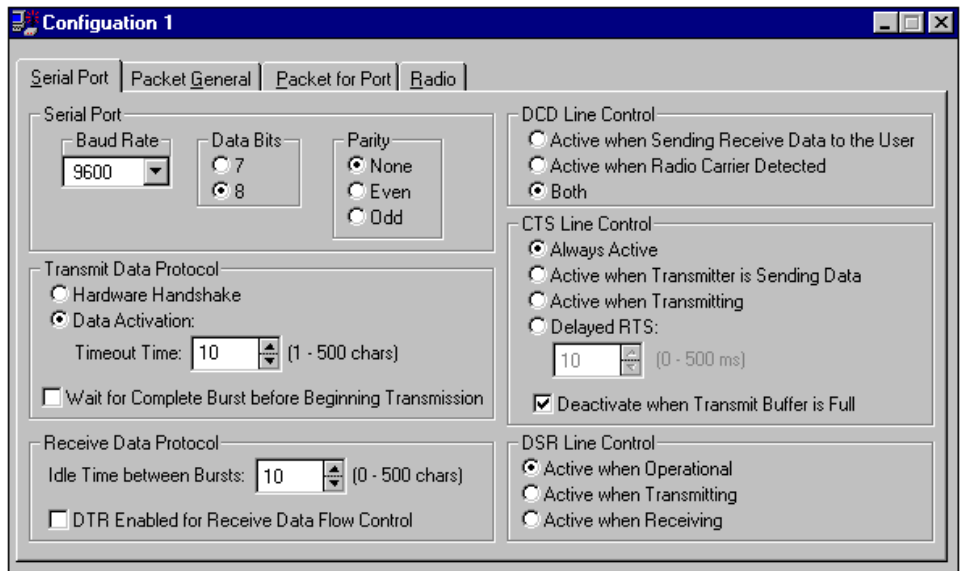 Configuation 1
Serial Port Packet General Packet for Port Radio
Serial Port
Baud Rate
9600
Data Bits
7
8
Parity
None
Even
Odd
Transmit Data Protocol
Hardware Handshake
Data Activation:
Timeout Time: 10 (1 - 500 chars)
Wait for Complete Burst before Beginning Transmission
Receive Data Protocol
Idle Time between Bursts: 10 (0 - 500 chars)
DTR Enabled for Receive Data Flow Control
DCD Line Control
Active when Sending Receive Data to the User
Active when Radio Carrier Detected
Both
CTS Line Control
Always Active
Active when Transmitter is Sending Data
Active when Transmitting
Delayed RTS:
10 (0 - 500 ms)
Deactivate when Transmit Buffer is Full
DSR Line Control
Active when Operational
Active when Transmitting
Active when Receiving